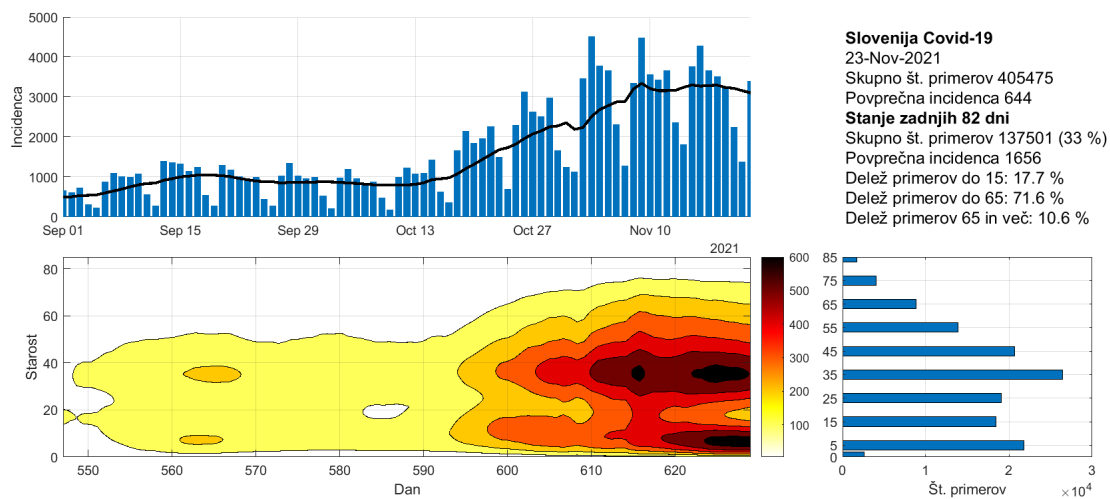 5000
4000
3000
2000
1000
0
Incidenca
Sep 01 Sep 15 Sep 29 Oct 13 Oct 27 Nov 10
2021
Slovenija Covid-19
23-Nov-2021
Skupno št. primerov 405475
Povprečna incidenca 644
Stanje zadnjih 82 dni
Skupno št. primerov 137501 (33 %)
Povprečna incidenca 1656
Delež primerov do 15: 17.7 %
Delež primerov do 65: 71.6 %
Delež primerov 65 in več: 10.6 %
80
60
40
20
0
Starost
550 560 570 580 590 600 610 620
Dan
600
500
400
300
200
100
85
75
65
55
45
35
25
15
5
0
0 1 2 3
Št. primerov
×10^4